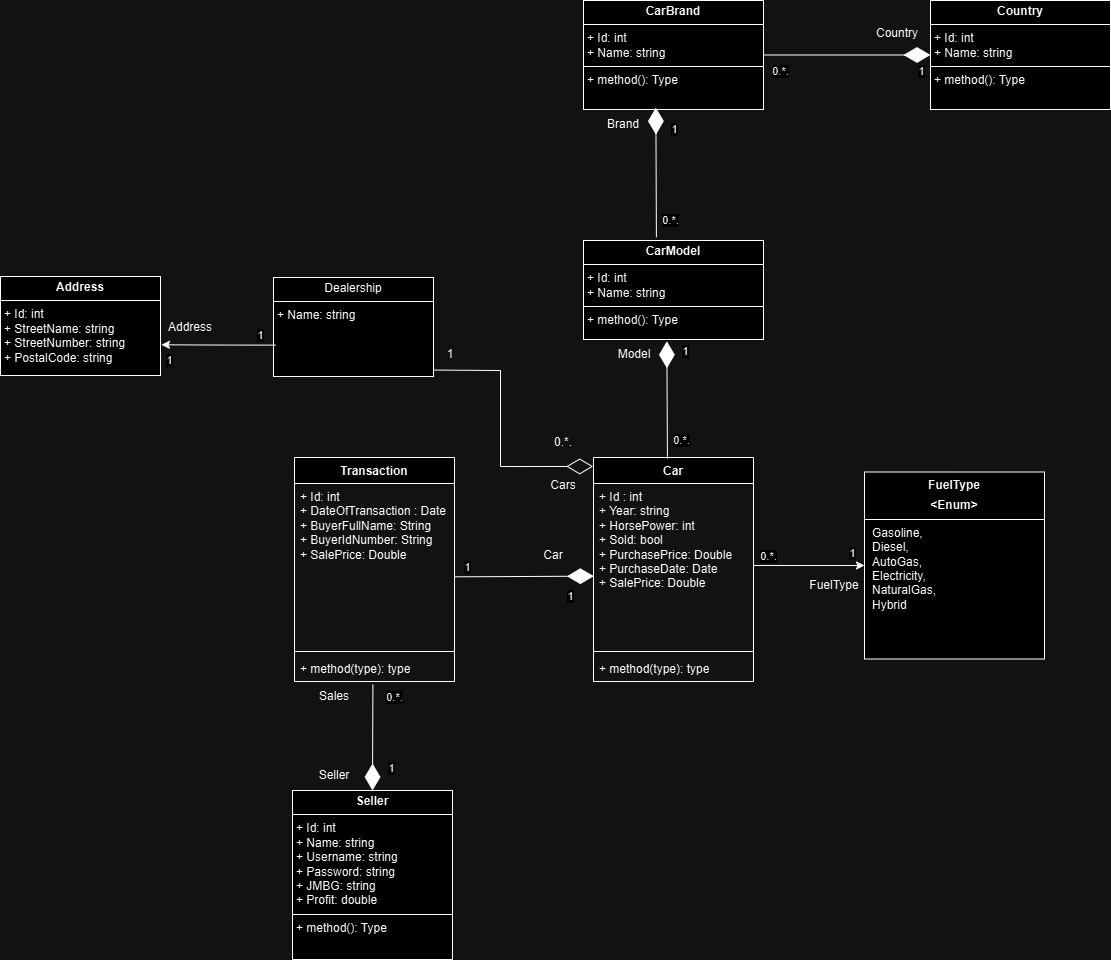 CarBrand
+ Id: int
+ Name: string
+ method(): Type
Country
+ Id: int
+ Name: string
+ method(): Type
Country
0.*.
1
Brand
1
0.*.
CarModel
+ Id: int
+ Name: string
+ method(): Type
Address
+ Id: int
+ StreetName: string
+ StreetNumber: string
+ PostalCode: string
Address
1
1
Dealership
+ Name: string
1
0.*.
Cars
Model
1
0.*.
Transaction
+ Id: int
+ DateOfTransaction : Date
+ BuyerFullName: String
+ BuyerIdNumber: String
+ SalePrice: Double
+ method(type): type
Car
1
1
Car
+ Id : int
+ Year: string
+ HorsePower: int
+ Sold: bool
+ PurchasePrice: Double
+ PurchaseDate: Date
+ SalePrice: Double
+ method(type): type
0.*.
1
FuelType
FuelType
<Enum>
Gasoline,
Diesel,
AutoGas,
Electricity,
NaturalGas,
Hybrid
Sales
0.*.
Seller
1
Seller
+ Id: int
+ Name: string
+ Username: string
+ Password: string
+ JMBG: string
+ Profit: double
+ method(): Type